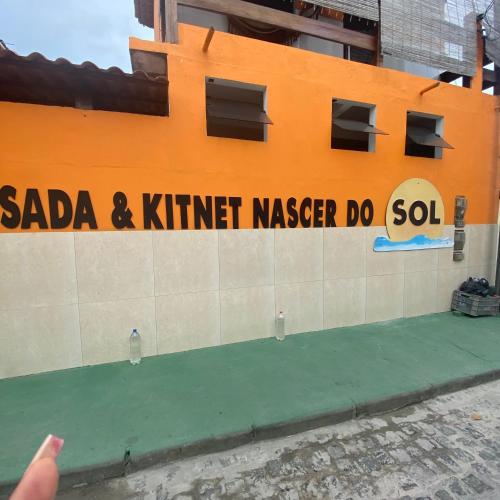 SADA & KITNET NASCER DO SOL